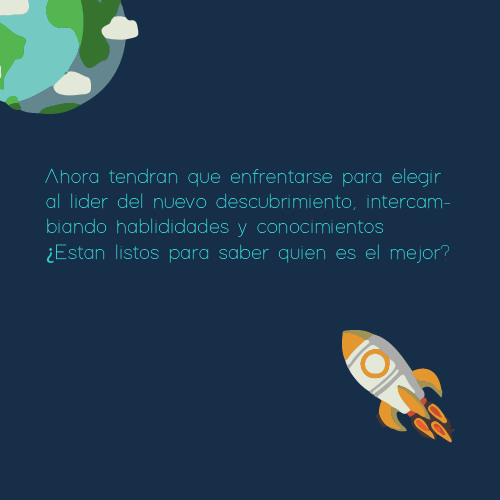 Ahora tendran que enfrentarse para elegir
al lider del nuevo descubrimiento, intercam-
biando hablididades y conocimientos
¿Estan listos para saber quien es el mejor?